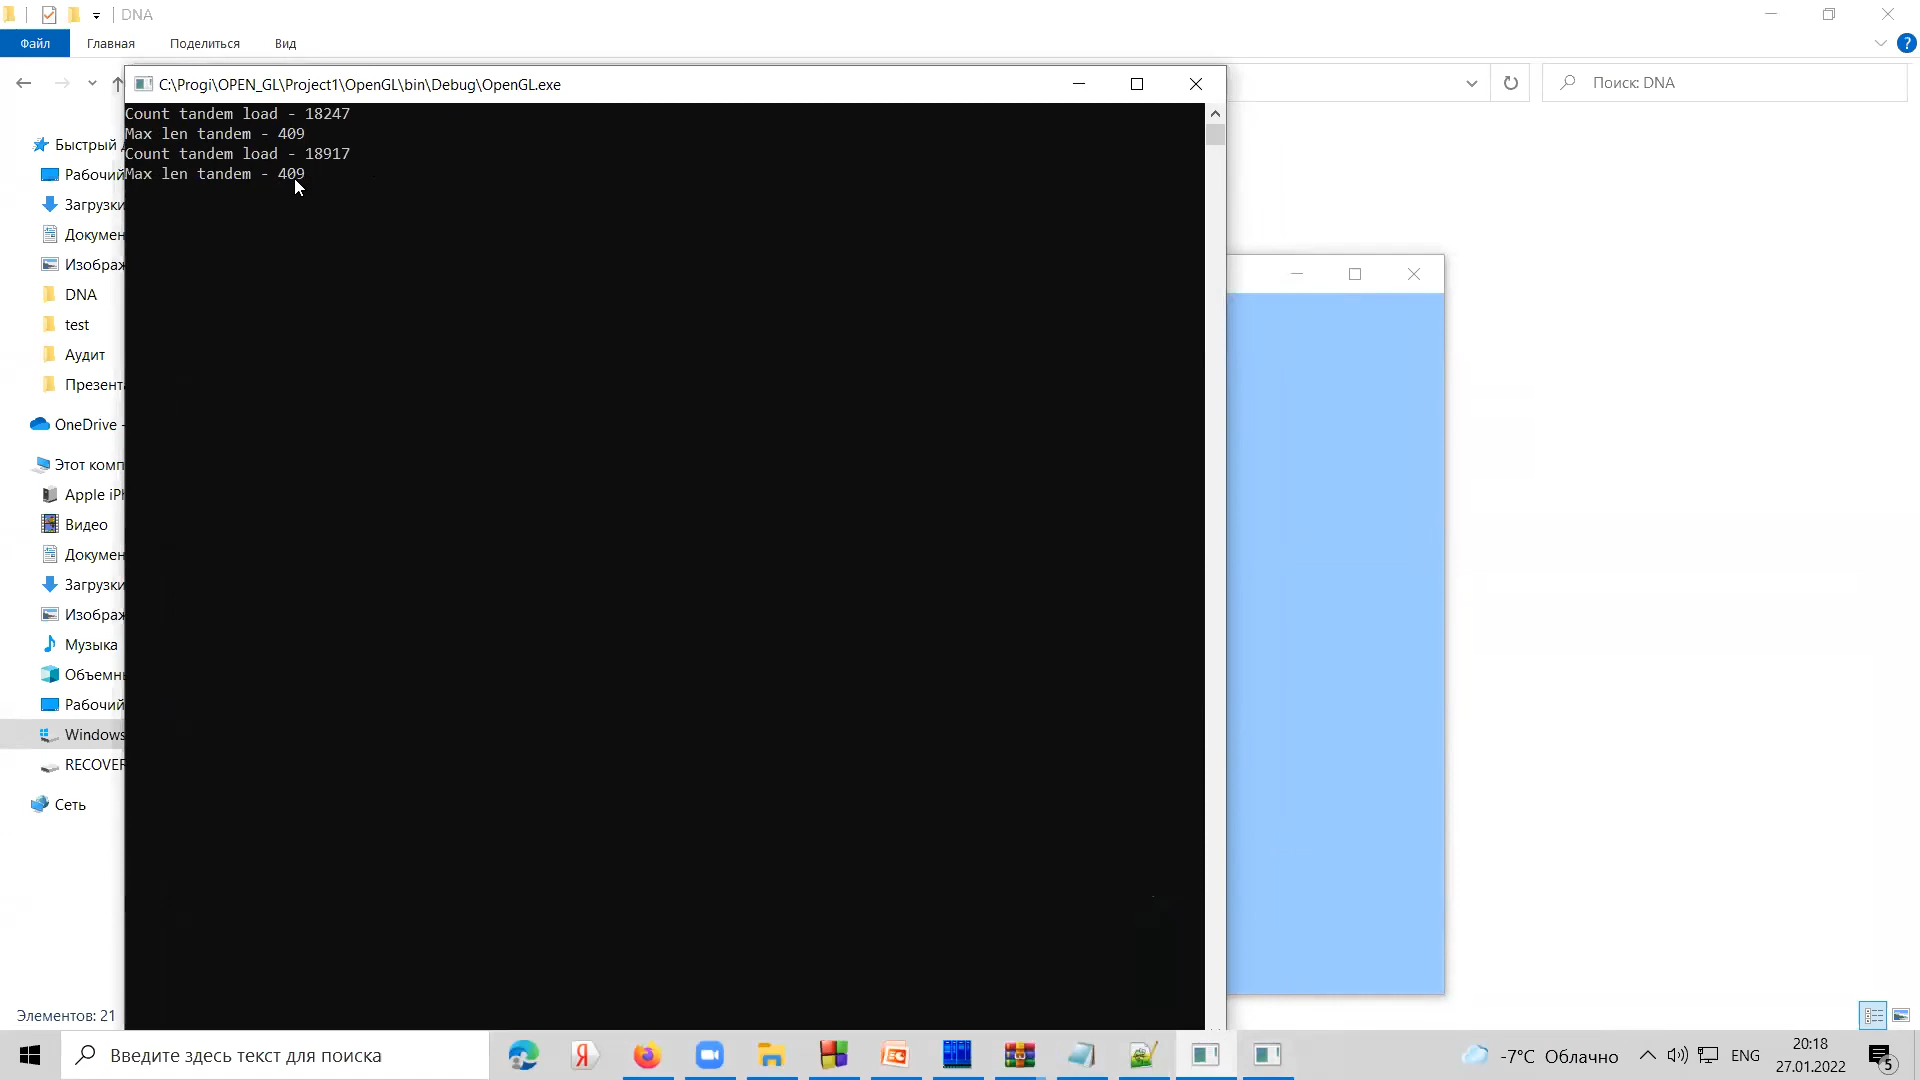 DNA
Файл Главная Поделиться Вид
C:\Progi\OPEN_GL\Project1\OpenGL\bin\Debug\OpenGL.exe
Поиск: DNA
Count tandem load - 18247
Max len tandem - 409
Count tandem load - 18917
Max len tandem - 409
Быстрый
Рабочий
Загрузки
Докумен
Изображ
DNA
test
Аудит
Презент
OneDrive -
Этот комп
Apple iPh
Видео
Докумен
Загрузки
Изображ
Музыка
Объемн
Рабочий
Windows
RECOVER
Сеть
Элементов: 21
Введите здесь текст для поиска
-7°C Облачно
ENG
20:18
27.01.2022
5